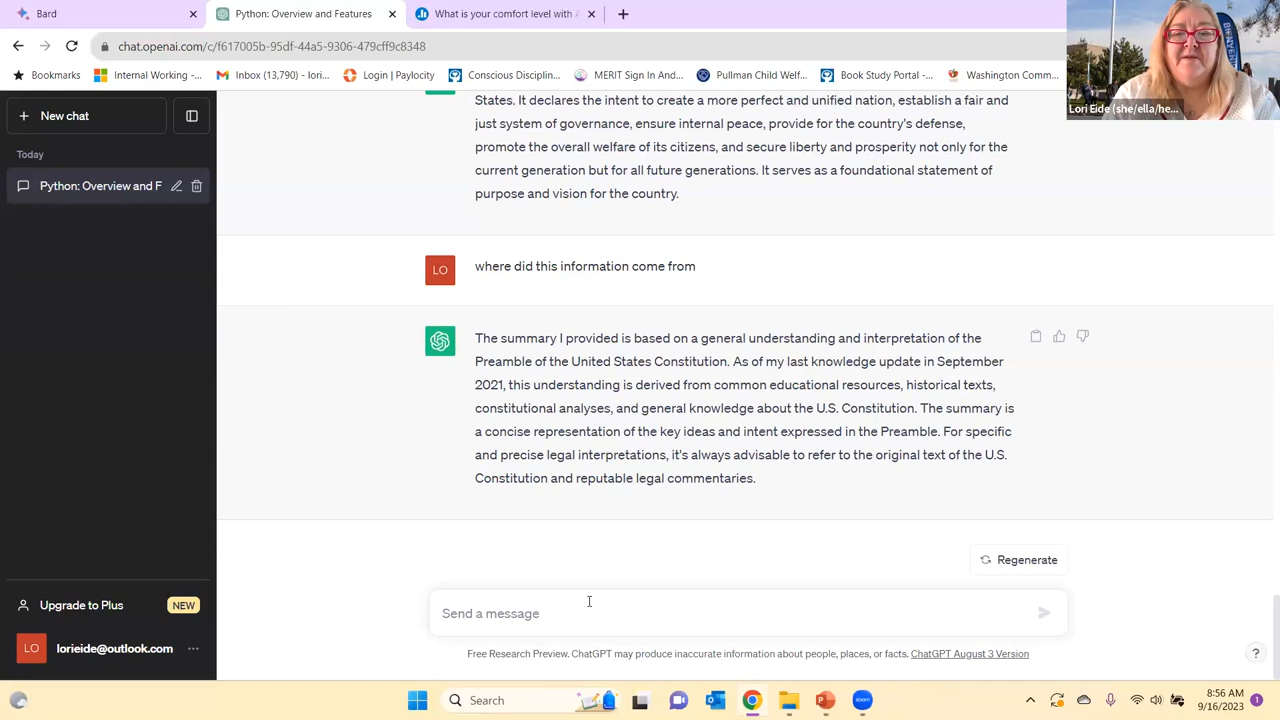 Bard
Python: Overview and Features
What is your comfort level with A
chat.openai.com/c/f617005b-95df-44a5-9306-479cff9c8348
Bookmarks
Internal Working -...
Inbox (13,790) - lori...
Login | Paylocity
Conscious Disciplin...
MERIT Sign In And...
Pullman Child Welf...
Book Study Portal -...
Washington Comm...
BIENVEN
Lori Eide (she/ella/he...
New chat
Today
Python: Overview and F
States. It declares the intent to create a more perfect and unified nation, establish a fair and
just system of governance, ensure internal peace, provide for the country's defense,
promote the overall welfare of its citizens, and secure liberty and prosperity not only for the
current generation but for all future generations. It serves as a foundational statement of
purpose and vision for the country.
LO
where did this information come from
The summary I provided is based on a general understanding and interpretation of the
Preamble of the United States Constitution. As of my last knowledge update in September
2021, this understanding is derived from common educational resources, historical texts,
constitutional analyses, and general knowledge about the U.S. Constitution. The summary is
a concise representation of the key ideas and intent expressed in the Preamble. For specific
and precise legal interpretations, it's always advisable to refer to the original text of the U.S.
Constitution and reputable legal commentaries.
Regenerate
Send a message
Free Research Preview. ChatGPT may produce inaccurate information about people, places, or facts. ChatGPT August 3 Version
?
Upgrade to Plus
NEW
LO
lorieide@outlook.com
Search
zoom
8:56 AM
9/16/2023
1